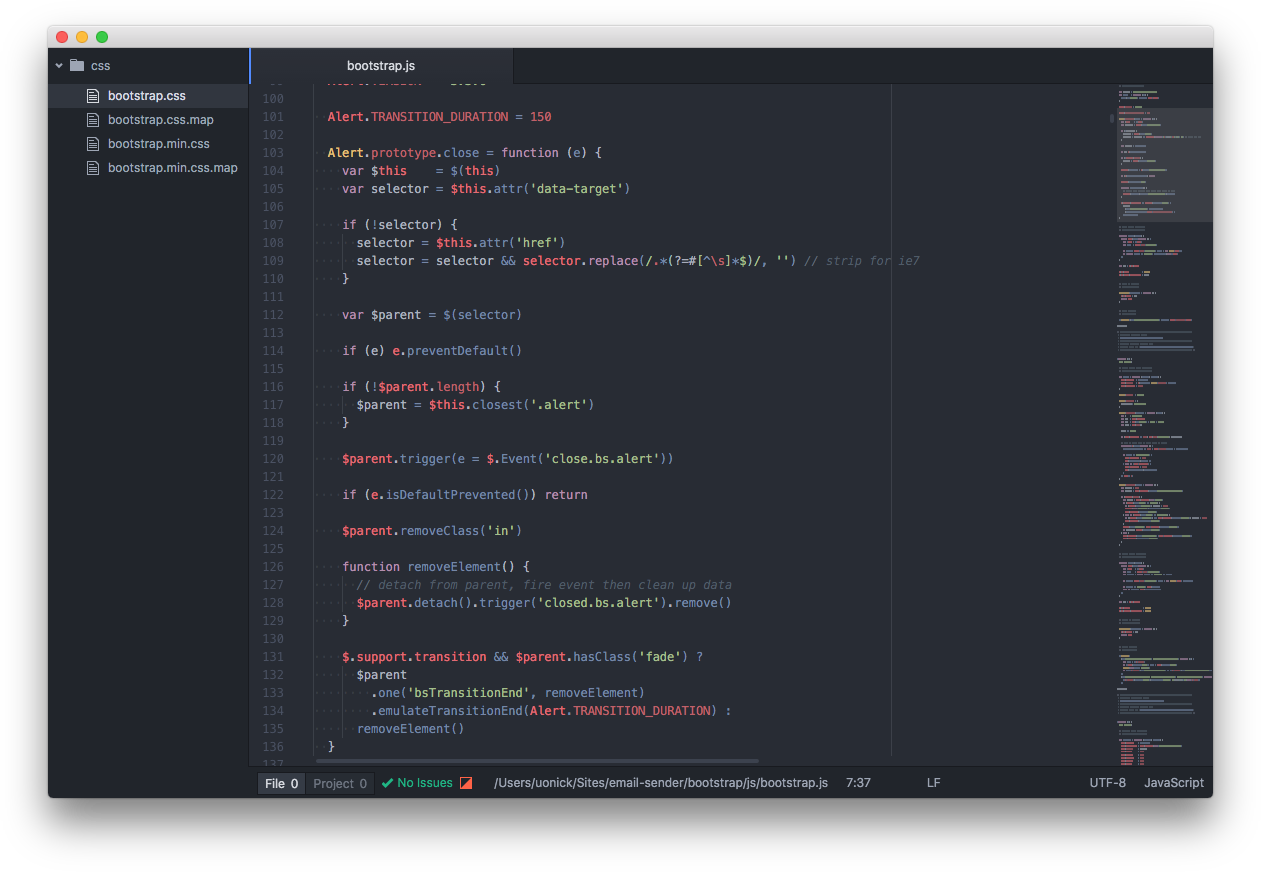 css
bootstrap.js
bootstrap.css
bootstrap.css.map
bootstrap.min.css
bootstrap.min.css.map
100
101 Alert.TRANSITION_DURATION = 150
102
103 Alert.prototype.close = function (e) {
104 var $this    = $(this)
105 var selector = $this.attr('data-target')
106
107 if (!selector) {
108 selector = $this.attr('href')
109 selector = selector && selector.replace(/.*(?=#[^\s]*$)/, '') // strip for ie7
110 }
111
112 var $parent = $(selector)
113
114 if (e) e.preventDefault()
115
116 if (!$parent.length) {
117 $parent = $this.closest('.alert')
118 }
119
120 $parent.trigger(e = $.Event('close.bs.alert'))
121
122 if (e.isDefaultPrevented()) return
123
124 $parent.removeClass('in')
125
126 function removeElement() {
127 // detach from parent, fire event then clean up data
128 $parent.detach().trigger('closed.bs.alert').remove()
129 }
130
131 $.support.transition && $parent.hasClass('fade') ?
132 $parent
133 .one('bsTransitionEnd', removeElement)
134 .emulateTransitionEnd(Alert.TRANSITION_DURATION) :
135 removeElement()
136 }
137
File 0 Project 0 No Issues /Users/uonick/Sites/email-sender/bootstrap/js/bootstrap.js 7:37 LF UTF-8 JavaScript